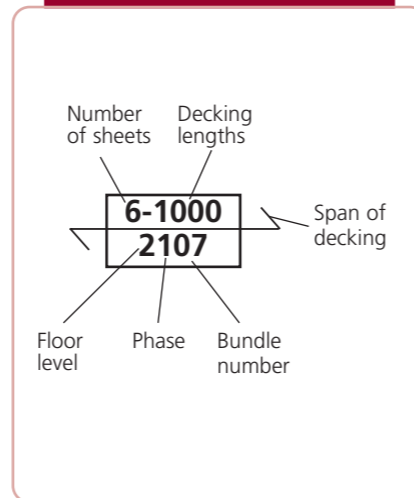 Number
of sheets
Decking
lengths
6-1000
2107
Span of
decking
Floor
level
Phase
Bundle
number